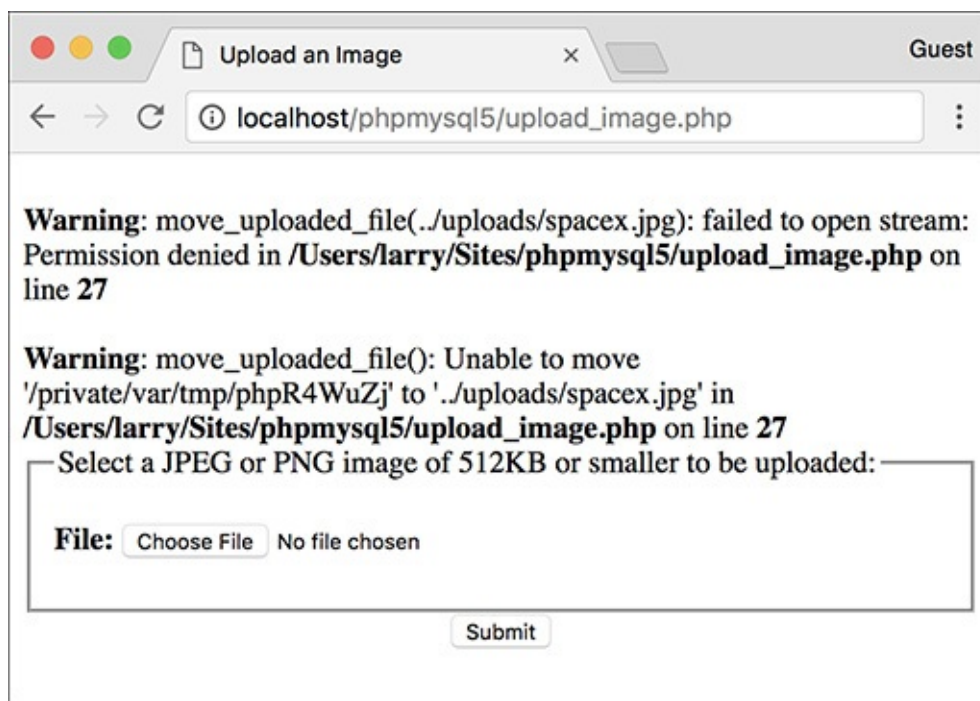 Upload an Image
Guest
localhost/phpmysql5/upload_image.php
Warning: move_uploaded_file(../uploads/spacex.jpg): failed to open stream:
Permission denied in /Users/larry/Sites/phpmysql5/upload_image.php on
line 27
Warning: move_uploaded_file(): Unable to move
'/private/var/tmp/phpR4WuZj' to '../uploads/spacex.jpg' in
/Users/larry/Sites/phpmysql5/upload_image.php on line 27
Select a JPEG or PNG image of 512KB or smaller to be uploaded:
File: Choose File No file chosen
Submit